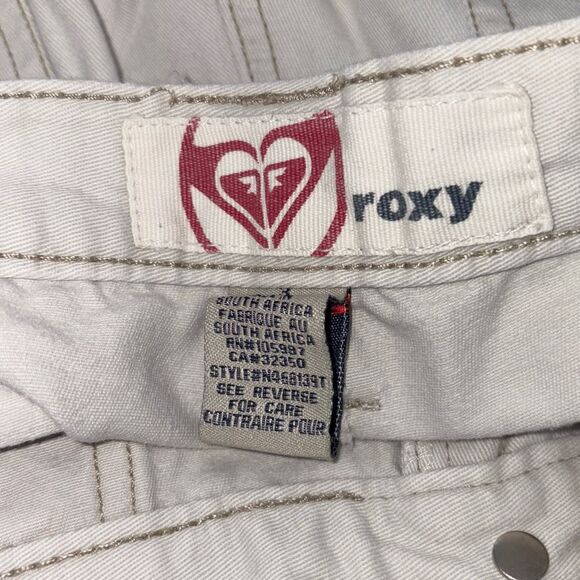 roxy
SOUTH AFRICA
FABRIQUE AU
SOUTH AFRICA
RN#105987
CA#32350
STYLE#N468139T
SEE REVERSE
FOR CARE
CONTRAIRE POUR